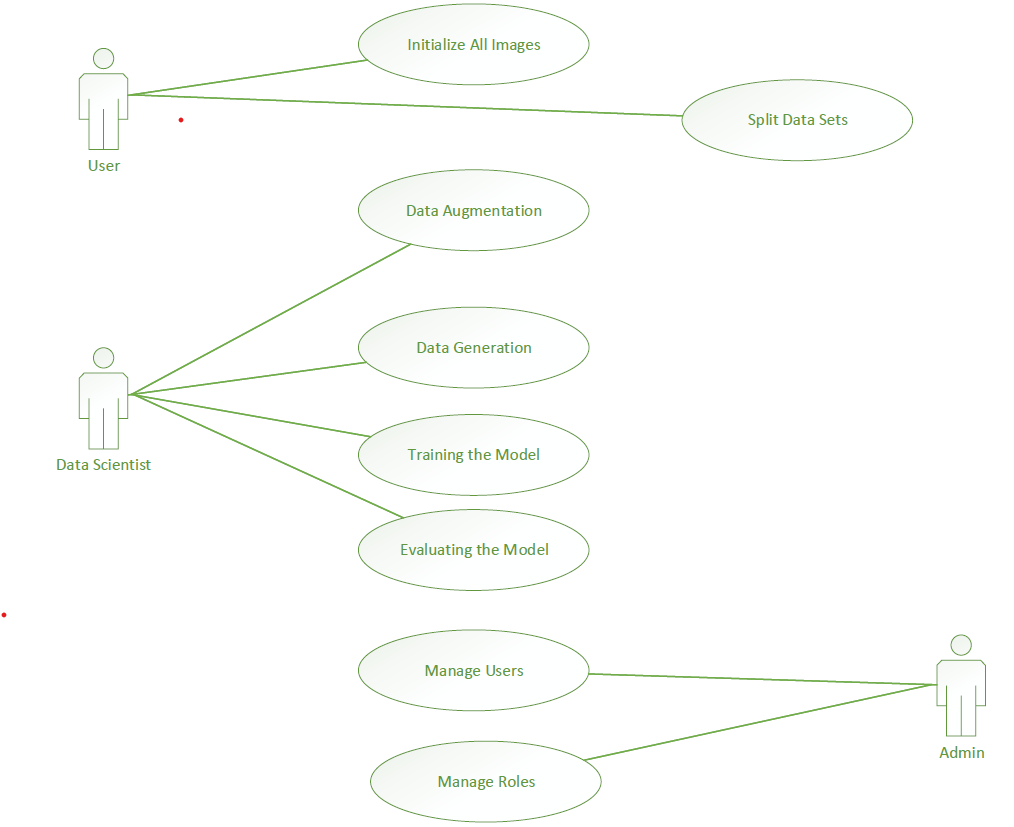 Initialize All Images
Split Data Sets
User
Data Augmentation
Data Generation
Data Scientist
Training the Model
Evaluating the Model
Manage Users
Admin
Manage Roles